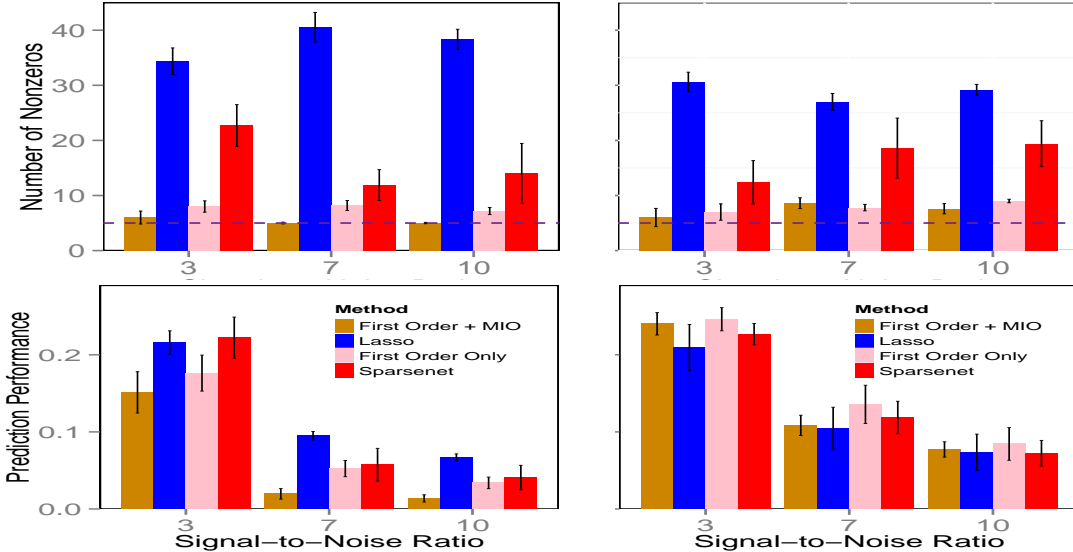 Number of Nonzeros
40
30
20
10
0
3
7
10
3
7
10
Prediction Performance
0.2
0.1
0.0
Method
First Order + MIO
Lasso
First Order Only
Sparsenet
3
7
10
Signal−to−Noise Ratio
Method
First Order + MIO
Lasso
First Order Only
Sparsenet
3
7
10
Signal−to−Noise Ratio